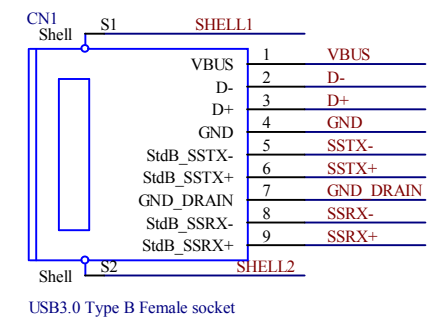 CN1
Shell S1 SHELL1
VBUS 1 VBUS
D- 2 D-
D+ 3 D+
GND 4 GND
StdB_SSTX- 5 SSTX-
StdB_SSTX+ 6 SSTX+
GND_DRAIN 7 GND_DRAIN
StdB_SSRX- 8 SSRX-
StdB_SSRX+ 9 SSRX+
Shell S2 SHELL2
USB3.0 Type B Female socket